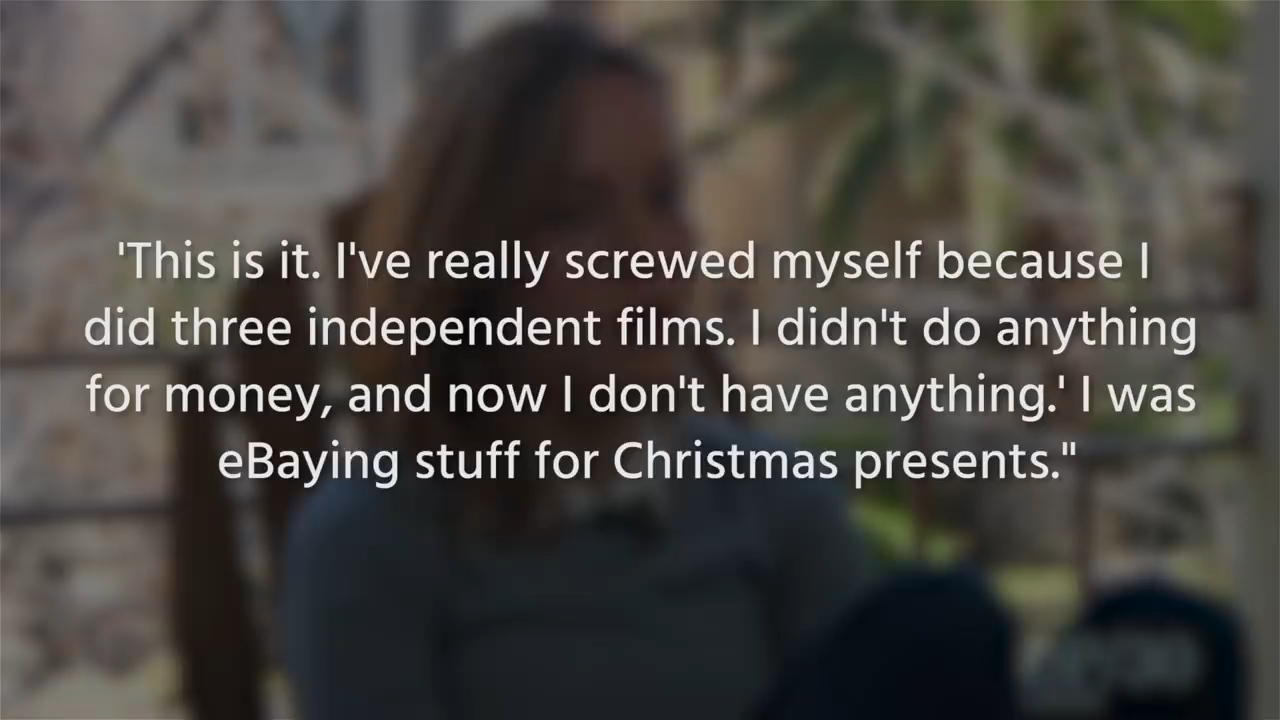 'This is it. I've really screwed myself because I
did three independent films. I didn't do anything
for money, and now I don't have anything.' I was
eBaying stuff for Christmas presents."